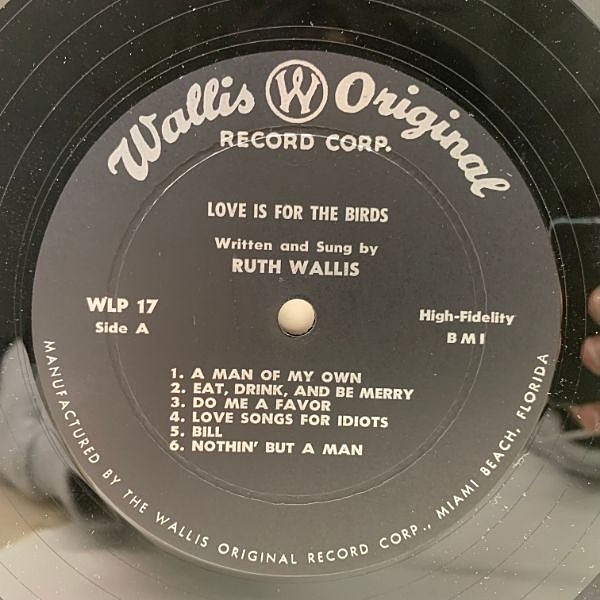 Wallis W Original
RECORD CORP.
LOVE IS FOR THE BIRDS
Written and Sung by
RUTH WALLIS
WLP 17
Side A
High-Fidelity
BMI
1. A MAN OF MY OWN
2. EAT, DRINK, AND BE MERRY
3. DO ME A FAVOR
4. LOVE SONGS FOR IDIOTS
5. BILL
6. NOTHIN' BUT A MAN
MANUFACTURED BY THE WALLIS ORIGINAL RECORD CORP., MIAMI BEACH, FLORIDA